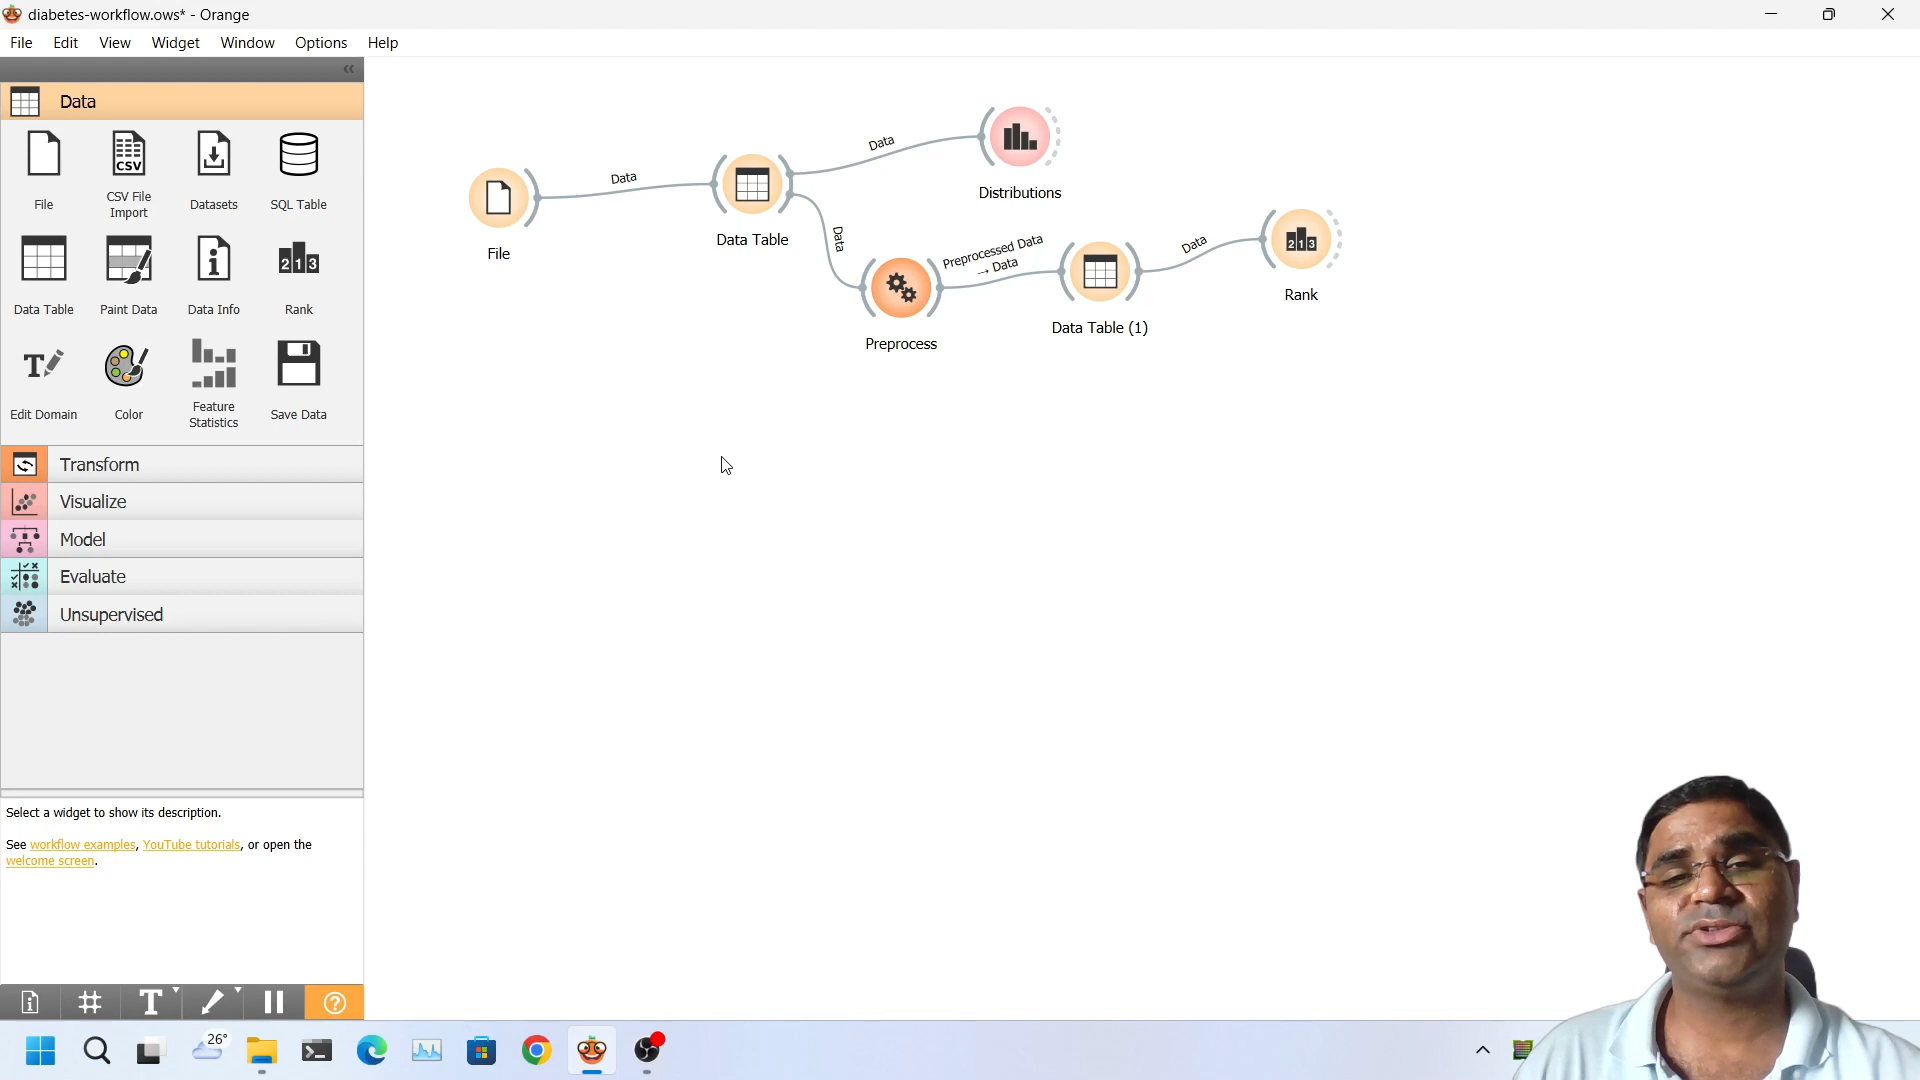 diabetes-workflow.ows* - Orange
File Edit View Widget Window Options Help
«
Data
File
CSV File
Import
Datasets
SQL Table
Data Table
Paint Data
Data Info
Rank
Edit Domain
Color
Feature
Statistics
Save Data
Transform
Visualize
Model
Evaluate
Unsupervised
Select a widget to show its description.
See workflow examples, YouTube tutorials, or open the
welcome screen.
File
Data
Data Table
Data
Distributions
Data
Preprocess
Preprocessed Data
→ Data
Data Table (1)
Data
Rank
26°